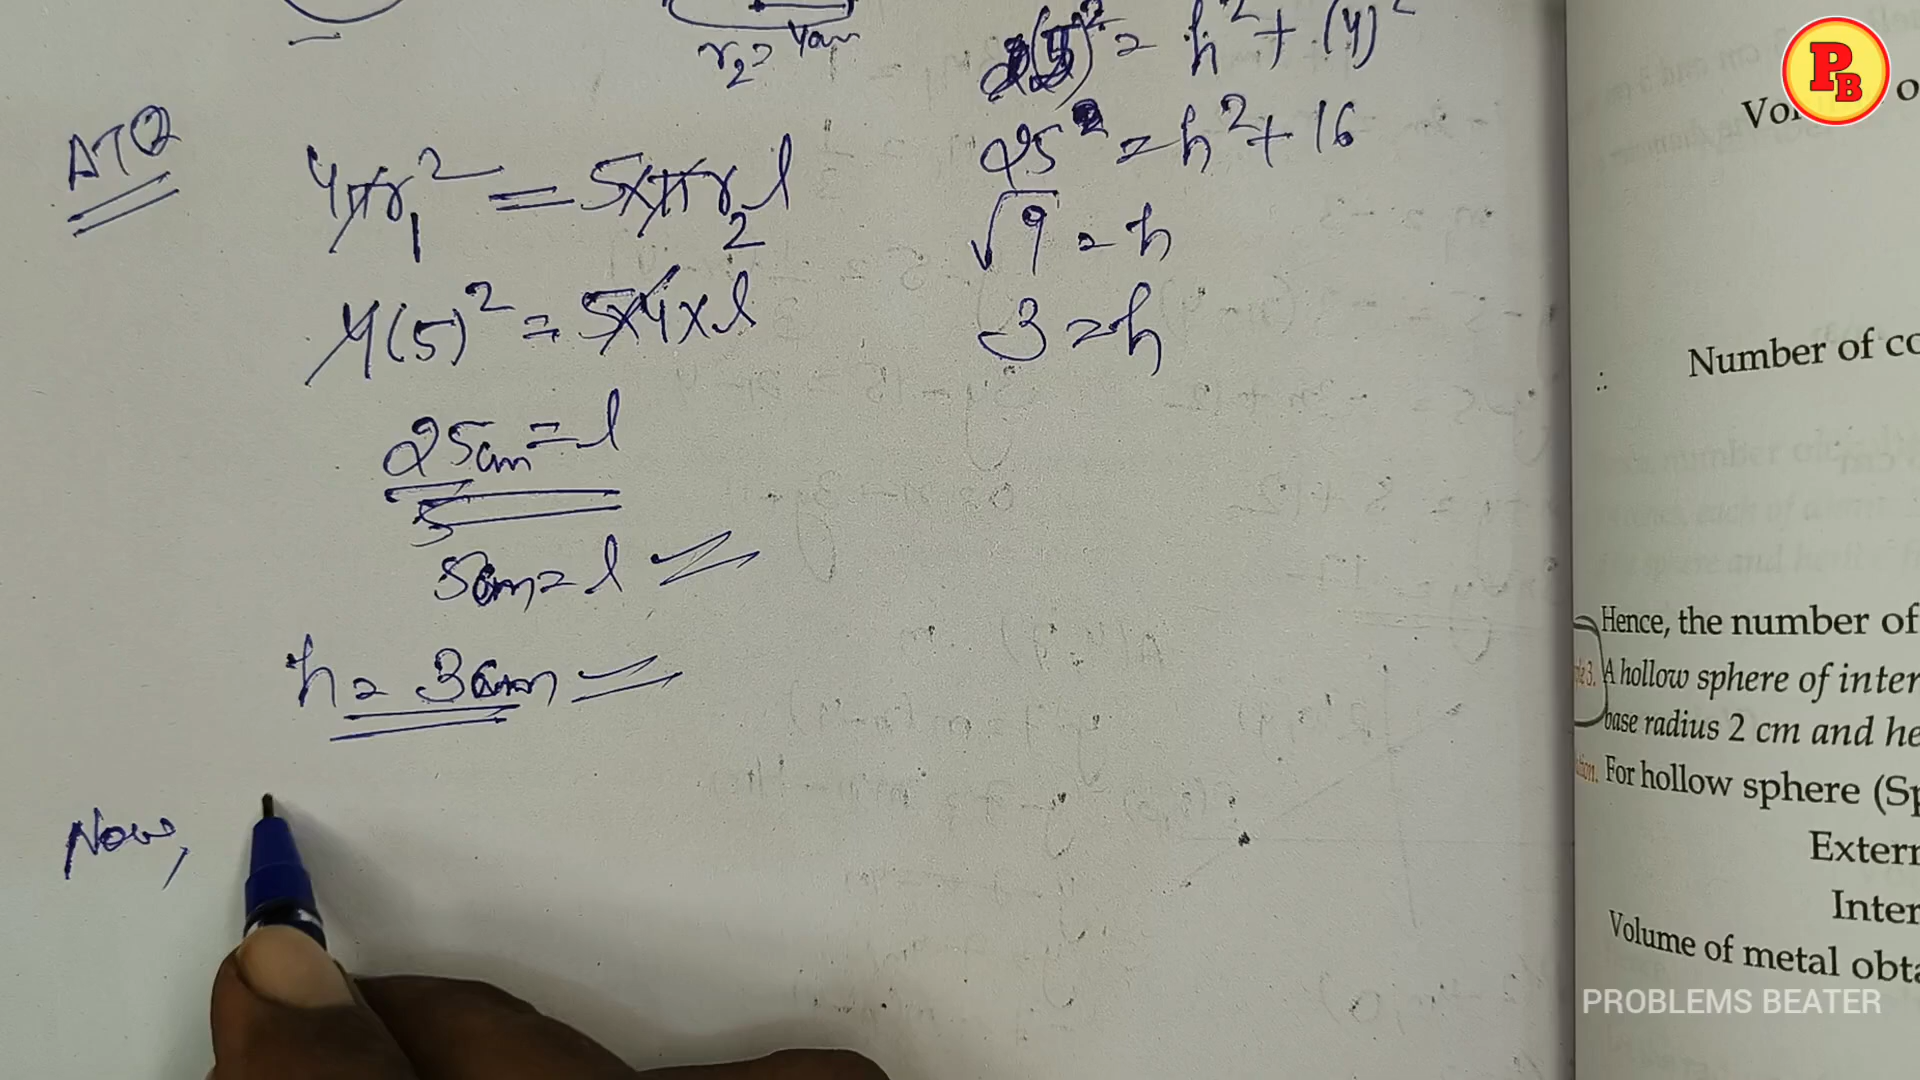 r₂ = 4cm
(5)² = h² + (4)²
25 = h² + 16
√9 = h
3 = h
ATQ
4πr₁² = 5×πr₂l
4(5)² = 5×4×l
25cm = l
5
5cm = l
h = 3cm
Now,
PB
Vol
o
∴ Number of co
Hence, the number of
3. A hollow sphere of inter
base radius 2 cm and he
For hollow sphere (Sp
Extern
Inter
Volume of metal obta
PROBLEMS BEATER